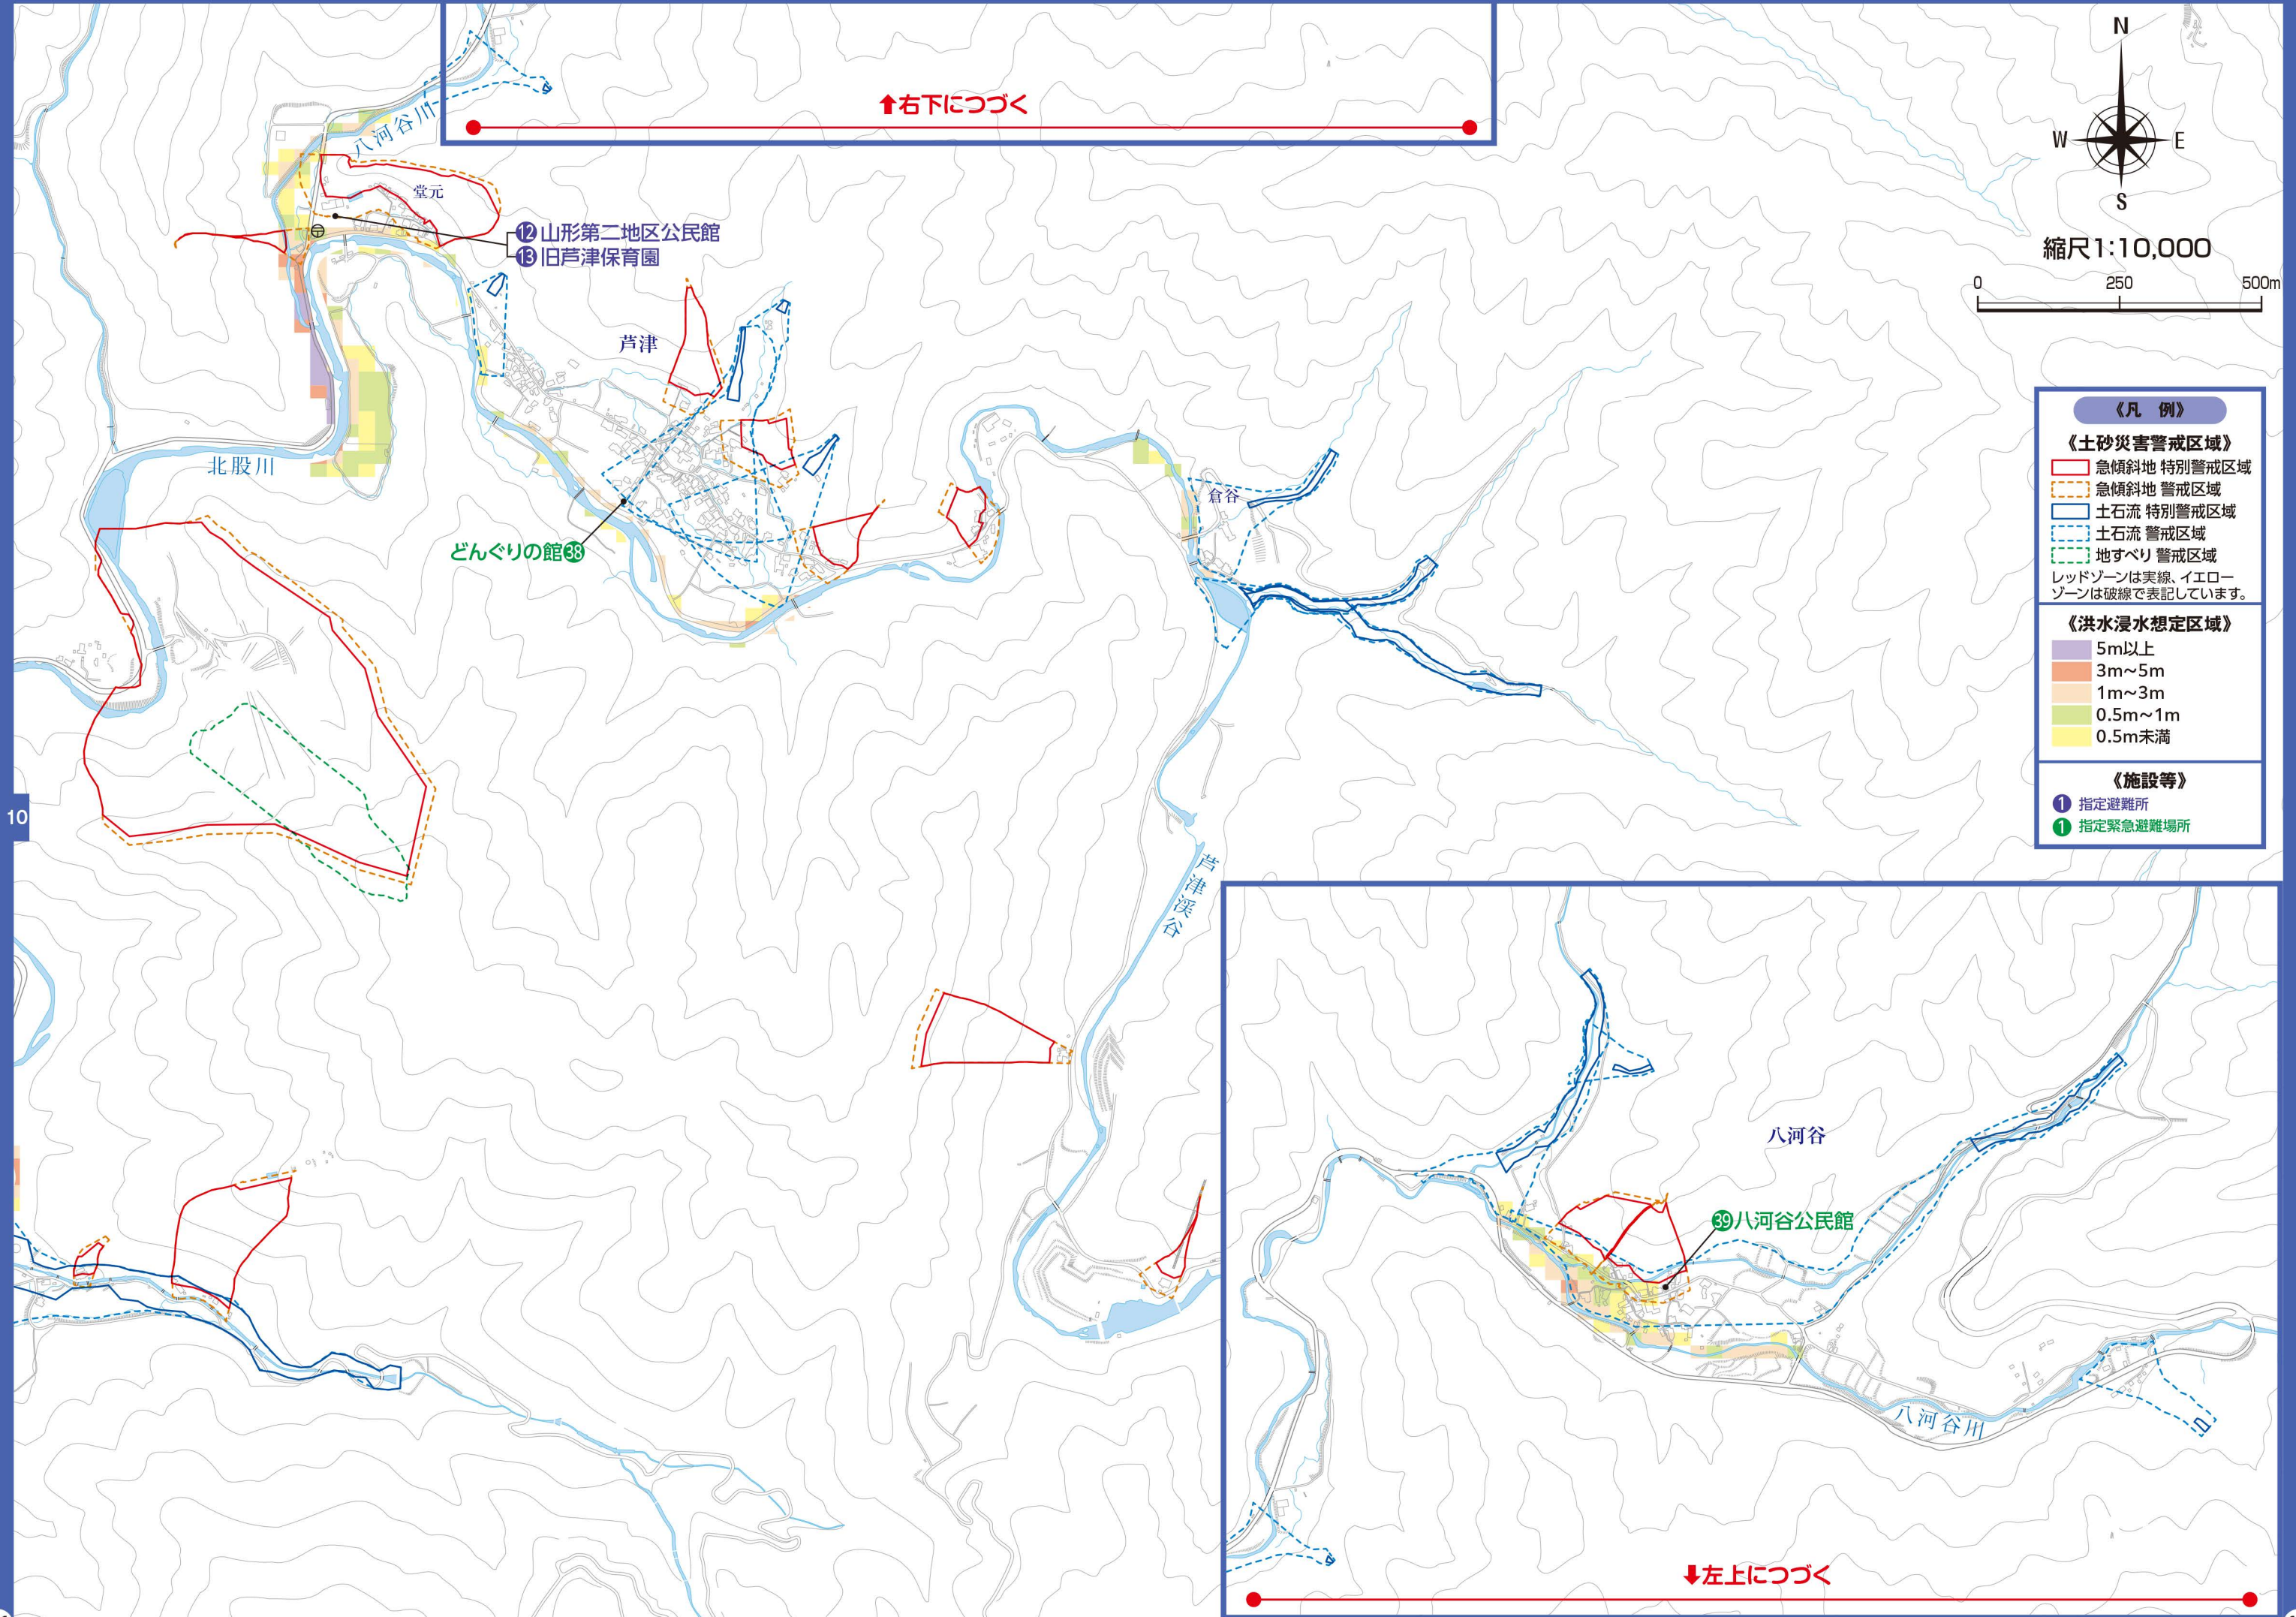 ↑右下につづく
N
W
E
S
縮尺1:10,000
0
250
500m
八河谷川
堂元
⑫山形第二地区公民館
⑬旧芦津保育園
芦津
北股川
どんぐりの館㊳
倉谷
《凡 例》
《土砂災害警戒区域》
急傾斜地 特別警戒区域
急傾斜地 警戒区域
土石流 特別警戒区域
土石流 警戒区域
地すべり 警戒区域
レッドゾーンは実線、イエロー
ゾーンは破線で表記しています。
《洪水浸水想定区域》
5m以上
3m~5m
1m~3m
0.5m~1m
0.5m未満
《施設等》
❶ 指定避難所
❶ 指定緊急避難場所
10
芦津渓谷
八河谷
㊴八河谷公民館
八河谷川
↓左上につづく